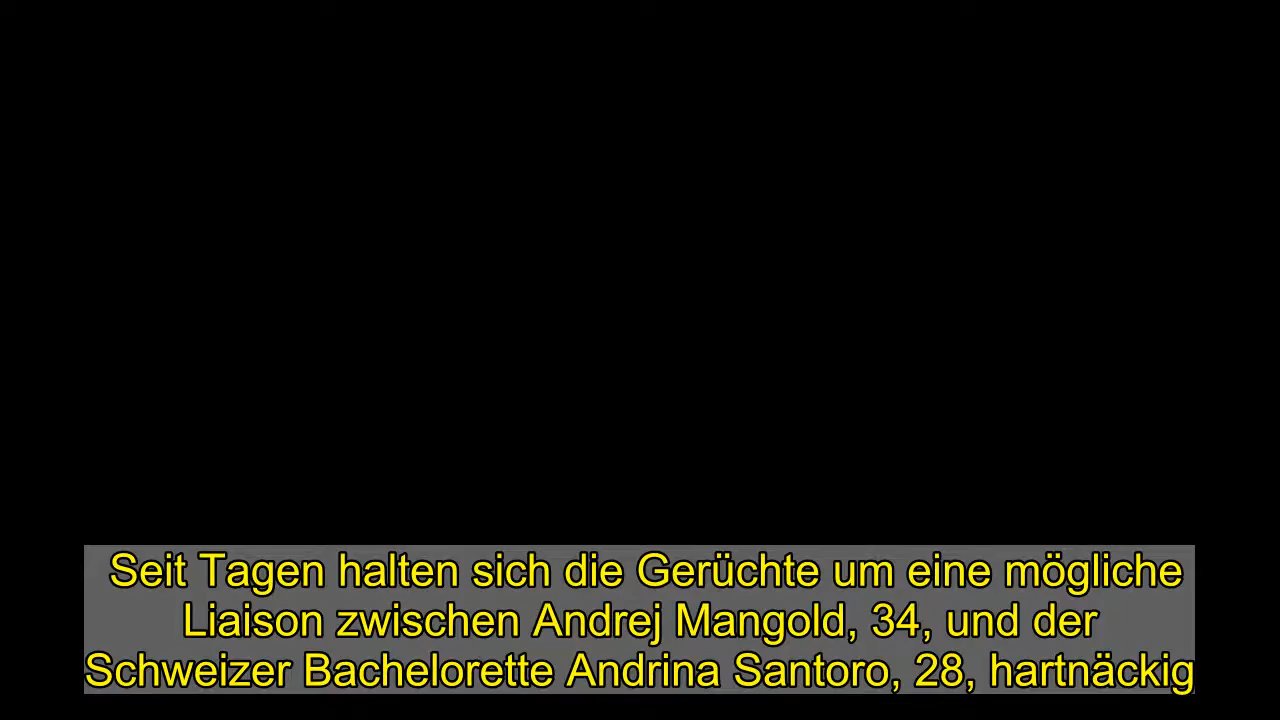 Seit Tagen halten sich die Gerüchte um eine mögliche
Liaison zwischen Andrej Mangold, 34, und der
Schweizer Bachelorette Andrina Santoro, 28, hartnäckig